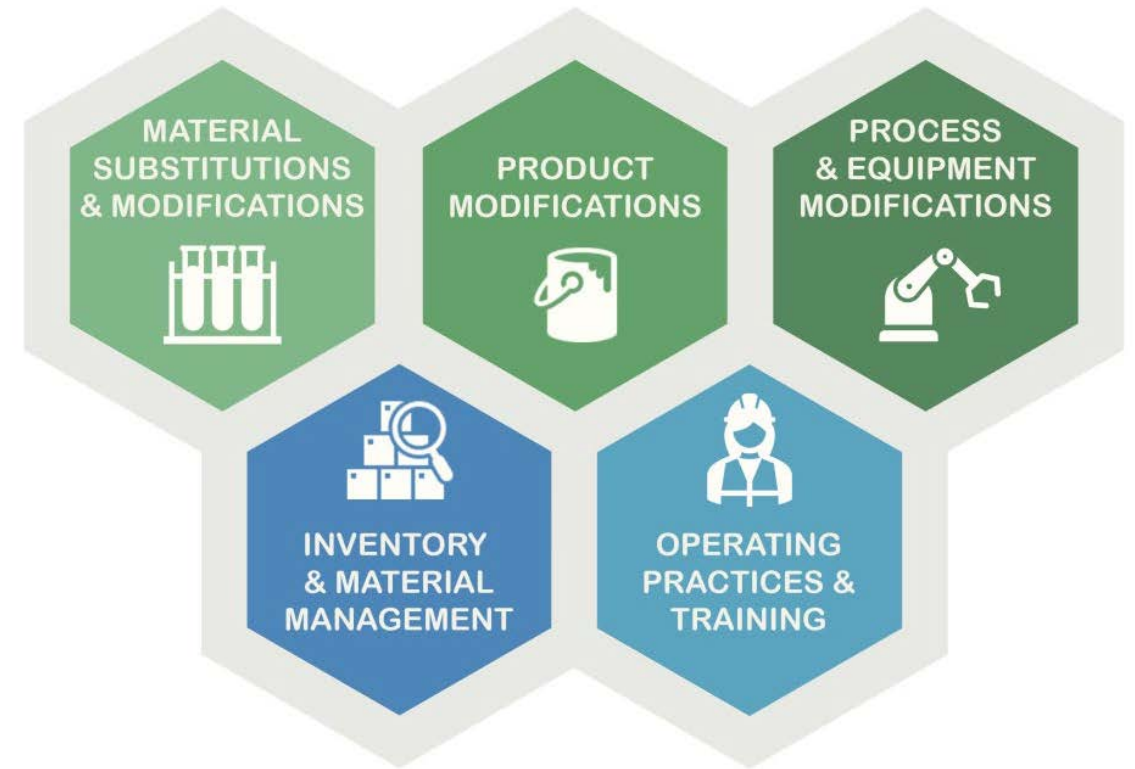 MATERIAL
SUBSTITUTIONS
& MODIFICATIONS
PRODUCT
MODIFICATIONS
PROCESS
& EQUIPMENT
MODIFICATIONS
INVENTORY
& MATERIAL
MANAGEMENT
OPERATING
PRACTICES &
TRAINING